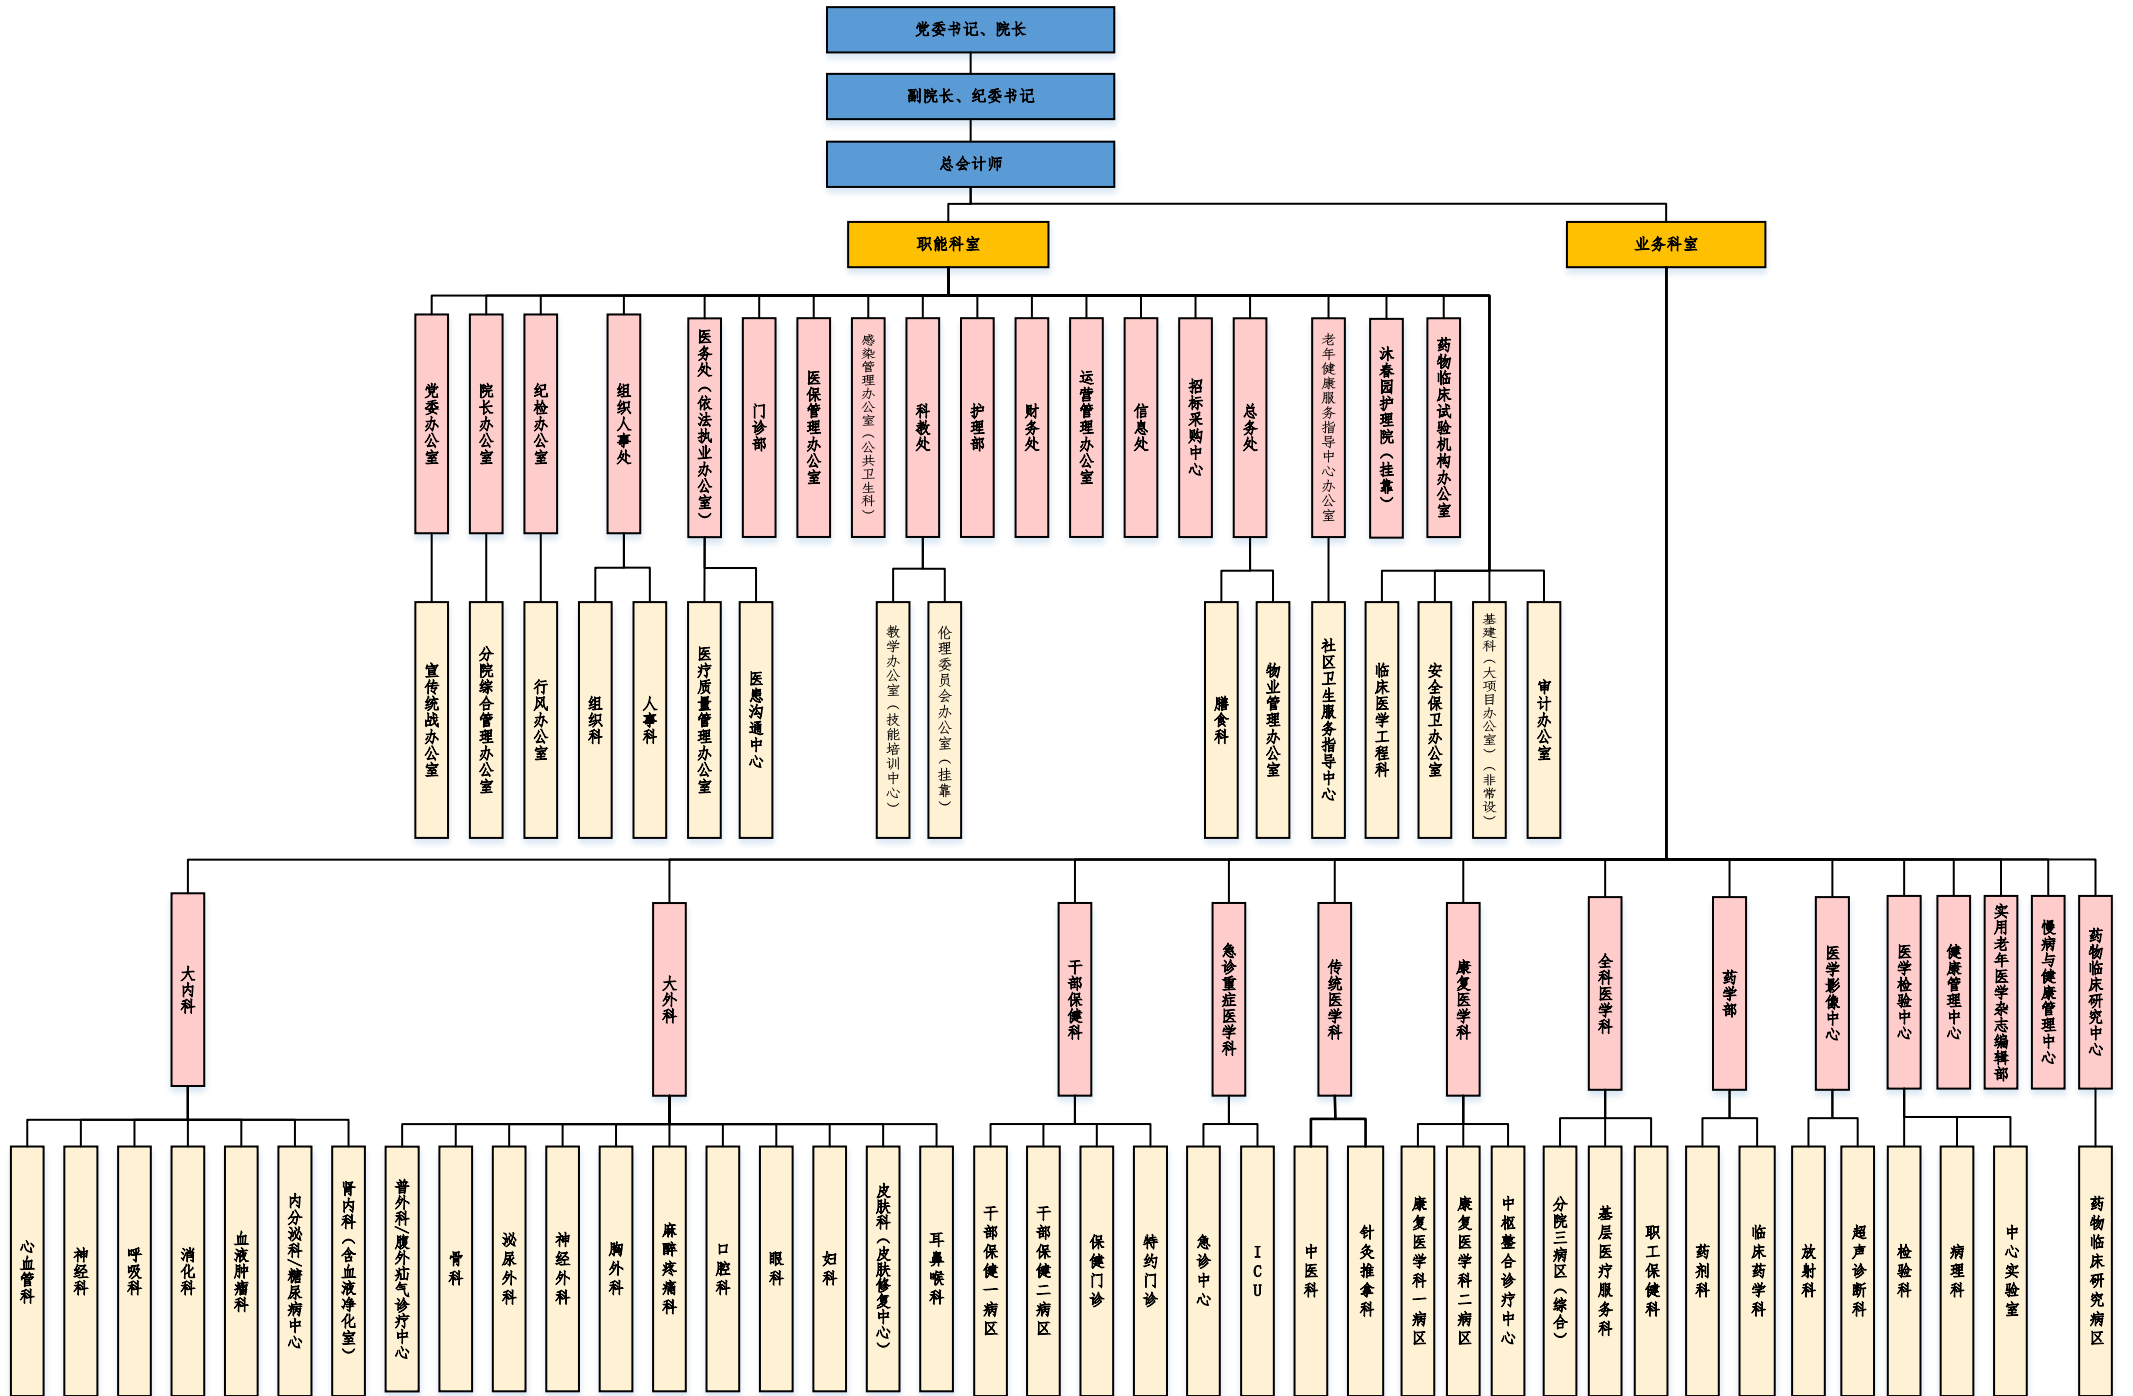 党委书记、院长
副院长、纪委书记
总会计师
职能科室
业务科室
党委办公室
院长办公室
纪检办公室
组织人事处
医务处（依法执业办公室）
门诊部
医保管理办公室
感染管理办公室（公共卫生科）
科教处
护理部
财务处
运营管理办公室
信息处
招标采购中心
总务处
老年健康服务指导中心办公室
沐春园护理院（挂靠）
药物临床试验机构办公室
宣传统战办公室
分院综合管理办公室
行风办公室
组织科
人事科
医疗质量管理办公室
医患沟通中心
教学办公室（技能培训中心）
伦理委员会办公室（挂靠）
膳食科
物业管理办公室
社区卫生服务指导中心
临床医学工程科
安全保卫办公室
基建科（大项目办公室）（非常设）
审计办公室
大内科
大外科
干部保健科
急诊重症医学科
传统医学科
康复医学科
全科医学科
药学部
医学影像中心
医学检验中心
健康管理中心
实用老年医学杂志编辑部
慢病与健康管理中心
药物临床研究中心
心血管科
神经科
呼吸科
消化科
血液肿瘤科
内分泌科/糖尿病中心
肾内科（含血液净化室）
普外科/腹外疝气诊疗中心
骨科
泌尿外科
神经外科
胸外科
麻醉疼痛科
口腔科
眼科
妇科
皮肤科（皮肤修复中心）
耳鼻喉科
干部保健一病区
干部保健二病区
保健门诊
特约门诊
急诊中心
ICU
中医科
针灸推拿科
康复医学科一病区
康复医学科二病区
中枢整合诊疗中心
分院三病区（综合）
基层医疗服务科
职工保健科
药剂科
临床药学科
放射科
超声诊断科
检验科
病理科
中心实验室
药物临床研究病区